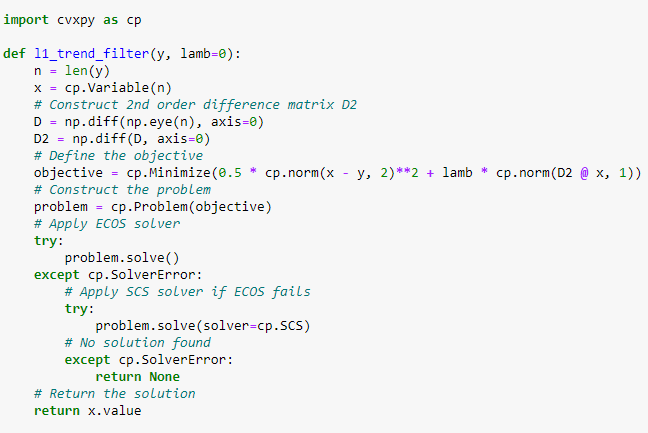 import cvxpy as cp

def l1_trend_filter(y, lamb=0):
    n = len(y)
    x = cp.Variable(n)
    # Construct 2nd order difference matrix D2
    D = np.diff(np.eye(n), axis=0)
    D2 = np.diff(D, axis=0)
    # Define the objective
    objective = cp.Minimize(0.5 * cp.norm(x - y, 2)**2 + lamb * cp.norm(D2 @ x, 1))
    # Construct the problem
    problem = cp.Problem(objective)
    # Apply ECOS solver
    try:
        problem.solve()
    except cp.SolverError:
        # Apply SCS solver if ECOS fails
        try:
            problem.solve(solver=cp.SCS)
        # No solution found
        except cp.SolverError:
            return None
    # Return the solution
    return x.value